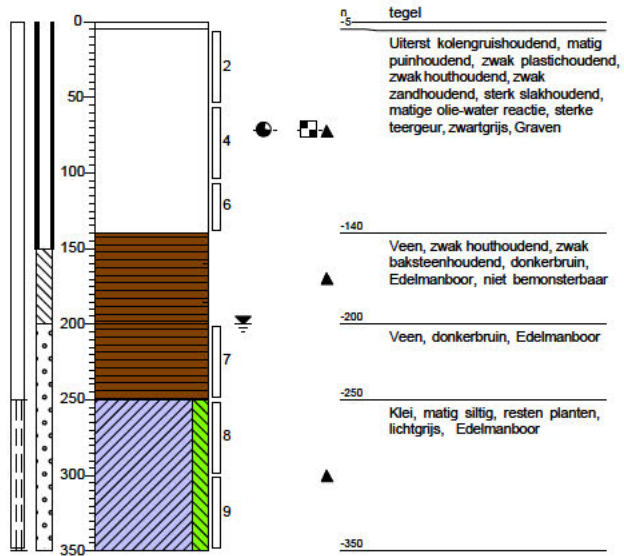 0
50
100
150
200
250
300
350
2
4
6
7
8
9
n
tegel
-5
Uiterst kolengruishoudend, matig
puinhoudend, zwak plastichoudend,
zwak houthoudend, zwak
zandhoudend, sterk slakhoudend,
matige olie-water reactie, sterke
teergeur, zwartgrijs, Graven
-140
Veen, zwak houthoudend, zwak
baksteenhoudend, donkerbruin,
Edelmanboor, niet bemonsterbaar
-200
Veen, donkerbruin, Edelmanboor
-250
Klei, matig siltig, resten planten,
lichtgrijs, Edelmanboor
-350